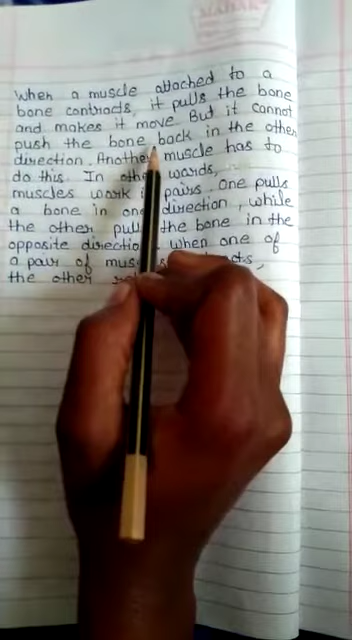 MAHAK
When a muscle attached to a
bone contracts, it pulls the bone
and makes it move. But it cannot
push the bone back in the other
direction. Another muscle has to
do this. In other wards,
muscles work in pairs. One pulls
a bone in one direction, while
the other pull the bone in the
opposite direction. when one of
a pair of
the other